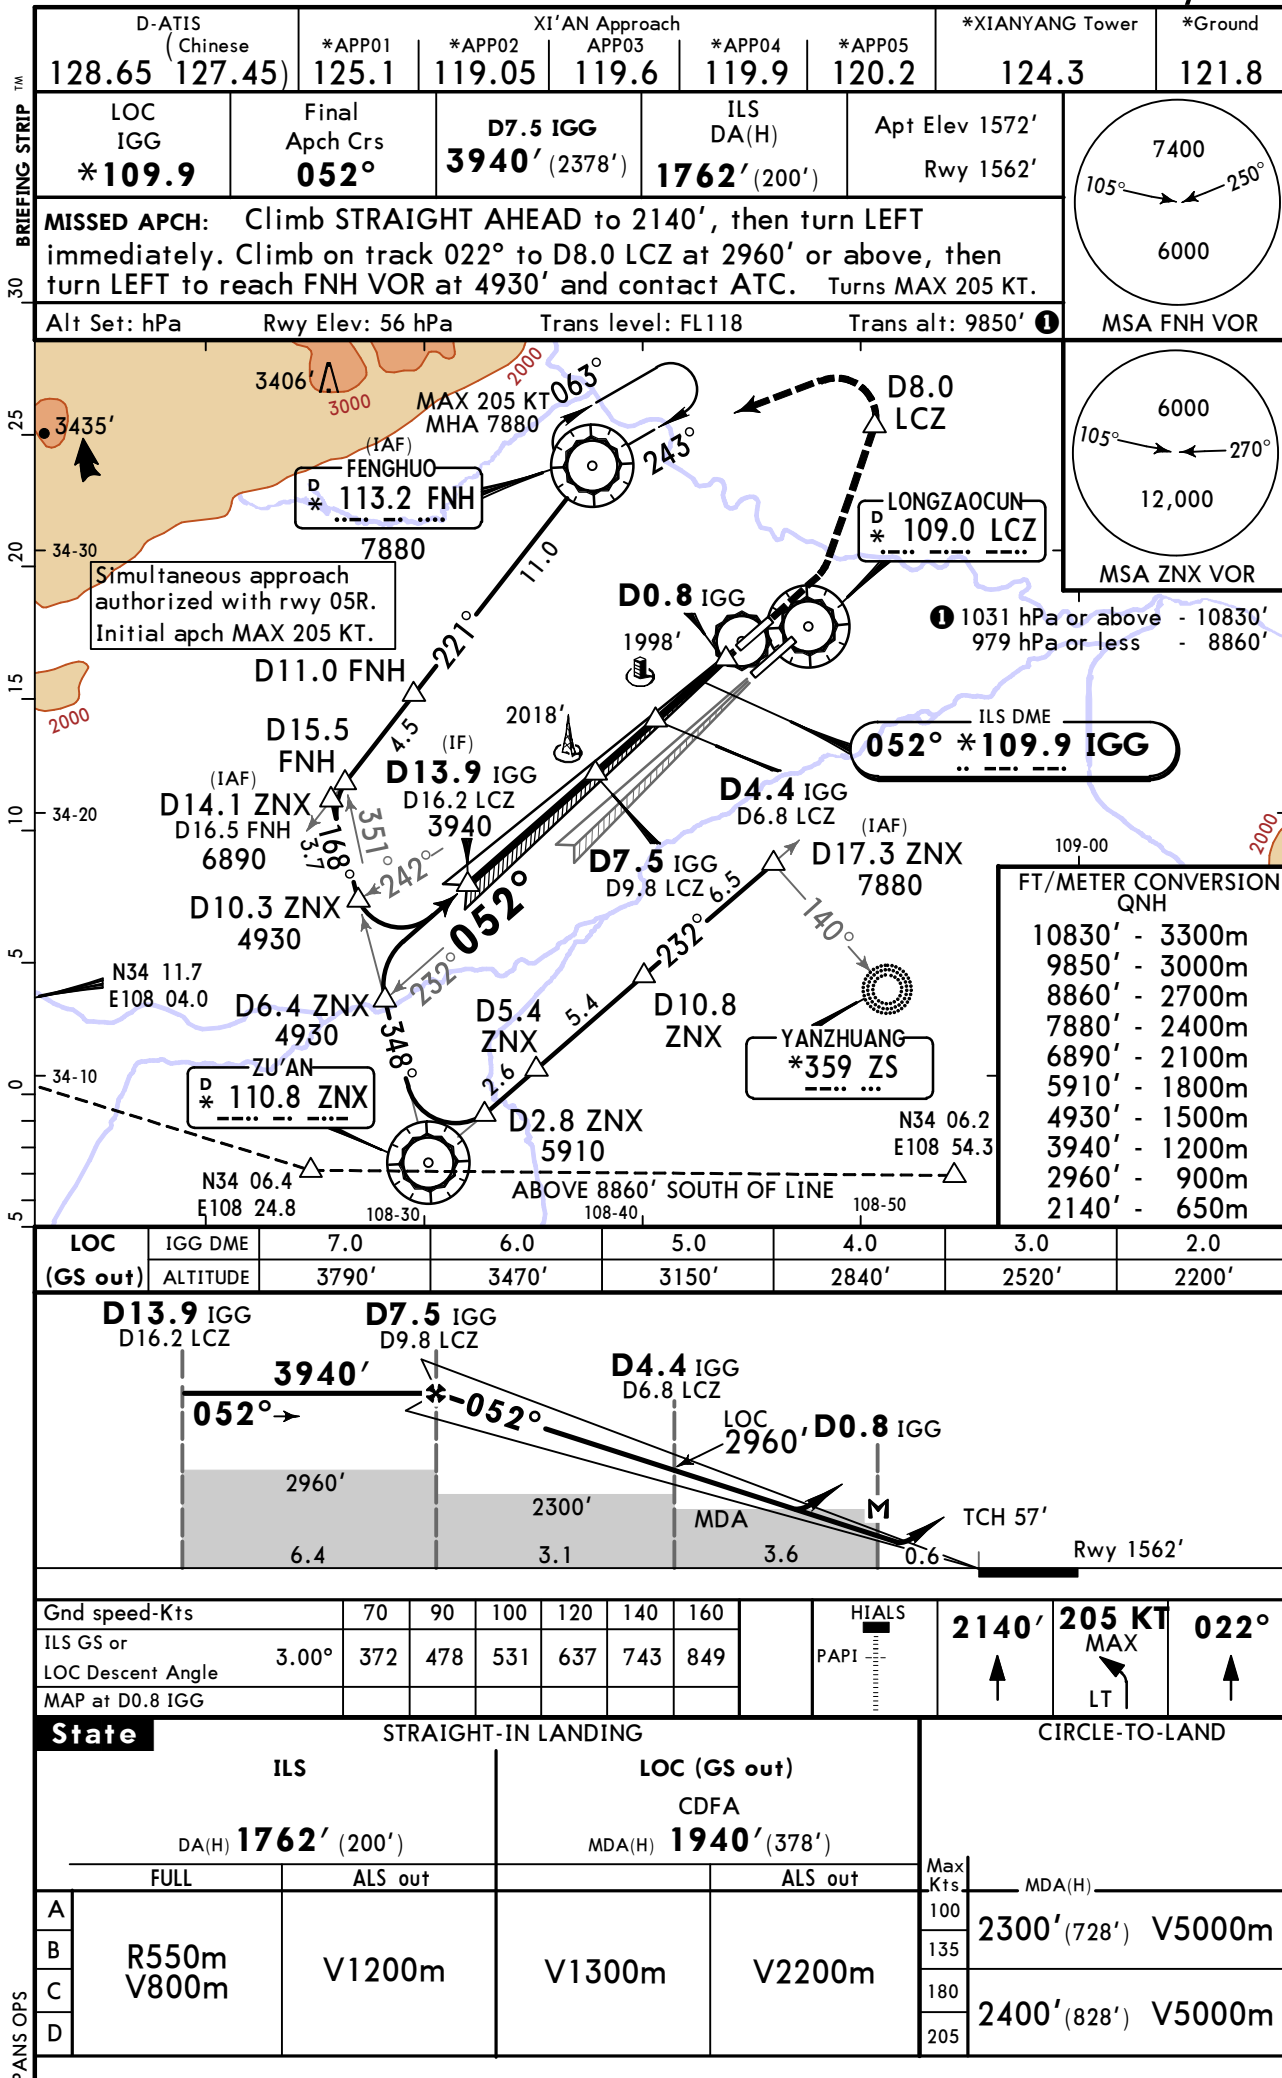 D-ATIS
(Chinese
128.65 127.45)
XI'AN Approach
*APP01 *APP02 APP03 *APP04 *APP05
125.1 119.05 119.6 119.9 120.2
*XIANYANG Tower
124.3
*Ground
121.8
BRIEFING STRIP TM
LOC
IGG
*109.9
Final
Apch Crs
052°
D7.5 IGG
3940' (2378')
ILS
DA(H)
1762' (200')
Apt Elev 1572'
Rwy 1562'
7400
105° 250°
6000
MSA FNH VOR
MISSED APCH: Climb STRAIGHT AHEAD to 2140', then turn LEFT
immediately. Climb on track 022° to D8.0 LCZ at 2960' or above, then
turn LEFT to reach FNH VOR at 4930' and contact ATC. Turns MAX 205 KT.
Alt Set: hPa Rwy Elev: 56 hPa Trans level: FL118 Trans alt: 9850' 1
6000
105° 270°
12,000
MSA ZNX VOR
1 1031 hPa or above - 10830'
979 hPa or less - 8860'
30
25
20
15
10
5
0
5
3406'
3000
2000
3435'
MAX 205 KT
MHA 7880
063°
243°
D8.0
LCZ
(IAF)
FENGHUO
D
* 113.2 FNH
7880
LONGZAOCUN
D
* 109.0 LCZ
34-30
Simultaneous approach
authorized with rwy 05R.
Initial apch MAX 205 KT.
11.0
221°
D0.8 IGG
1998'
D11.0 FNH
2000
4.5
D15.5
FNH
2018'
(IF)
D13.9 IGG
D16.2 LCZ
3940
ILS DME
052° *109.9 IGG
(IAF)
D14.1 ZNX
D16.5 FNH
6890
34-20
3.7
168°
351°
242°
D4.4 IGG
D6.8 LCZ
D7.5 IGG
D9.8 LCZ
(IAF)
D17.3 ZNX
7880
109-00
2000
D10.3 ZNX
4930
052°
6.5
232°
140°
N34 11.7
E108 04.0
232°
D6.4 ZNX
4930
348°
D5.4
ZNX
5.4
D10.8
ZNX
YANZHUANG
*359 ZS
34-10
ZU'AN
D
* 110.8 ZNX
2.6
D2.8 ZNX
5910
N34 06.2
E108 54.3
N34 06.4
E108 24.8
ABOVE 8860' SOUTH OF LINE
108-30
108-40
108-50
FT/METER CONVERSION
QNH
10830' - 3300m
9850' - 3000m
8860' - 2700m
7880' - 2400m
6890' - 2100m
5910' - 1800m
4930' - 1500m
3940' - 1200m
2960' - 900m
2140' - 650m
LOC IGG DME 7.0 6.0 5.0 4.0 3.0 2.0
(GS out) ALTITUDE 3790' 3470' 3150' 2840' 2520' 2200'
D13.9 IGG
D16.2 LCZ
D7.5 IGG
D9.8 LCZ
D4.4 IGG
D6.8 LCZ
3940'
052°
052°
LOC
2960'
D0.8 IGG
2960'
2300'
MDA
M
TCH 57'
6.4 3.1 3.6 0.6
Rwy 1562'
Gnd speed-Kts 70 90 100 120 140 160
ILS GS or
LOC Descent Angle 3.00° 372 478 531 637 743 849
MAP at D0.8 IGG
HIALS
PAPI
2140'
205 KT
MAX
LT
022°
State
STRAIGHT-IN LANDING
CIRCLE-TO-LAND
ILS
LOC (GS out)
CDFA
DA(H) 1762' (200')
MDA(H) 1940' (378')
FULL ALS out ALS out
Max
Kts MDA(H)
A
B
C
D
R550m
V800m
V1200m
V1300m
V2200m
100
135
2300' (728') V5000m
180
205
2400' (828') V5000m
PANS OPS